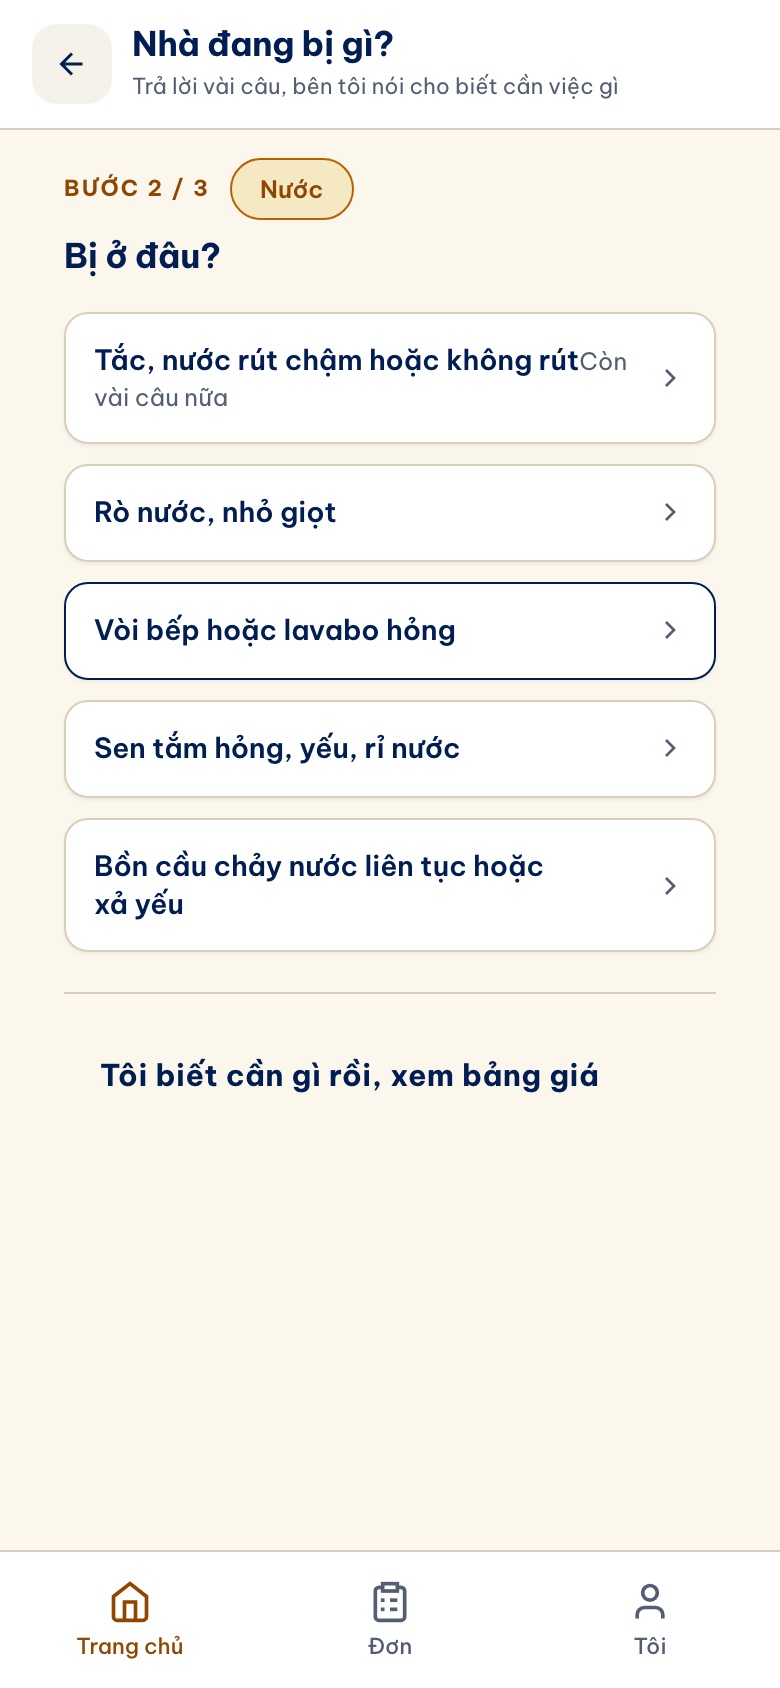 Nhà đang bị gì?
Trả lời vài câu, bên tôi nói cho biết cần việc gì
BƯỚC 2 / 3
Nước
Bị ở đâu?
Tắc, nước rút chậm hoặc không rútCòn
vài câu nữa
Rò nước, nhỏ giọt
Vòi bếp hoặc lavabo hỏng
Sen tắm hỏng, yếu, rỉ nước
Bồn cầu chảy nước liên tục hoặc
xả yếu
Tôi biết cần gì rồi, xem bảng giá
Trang chủ
Đơn
Tôi